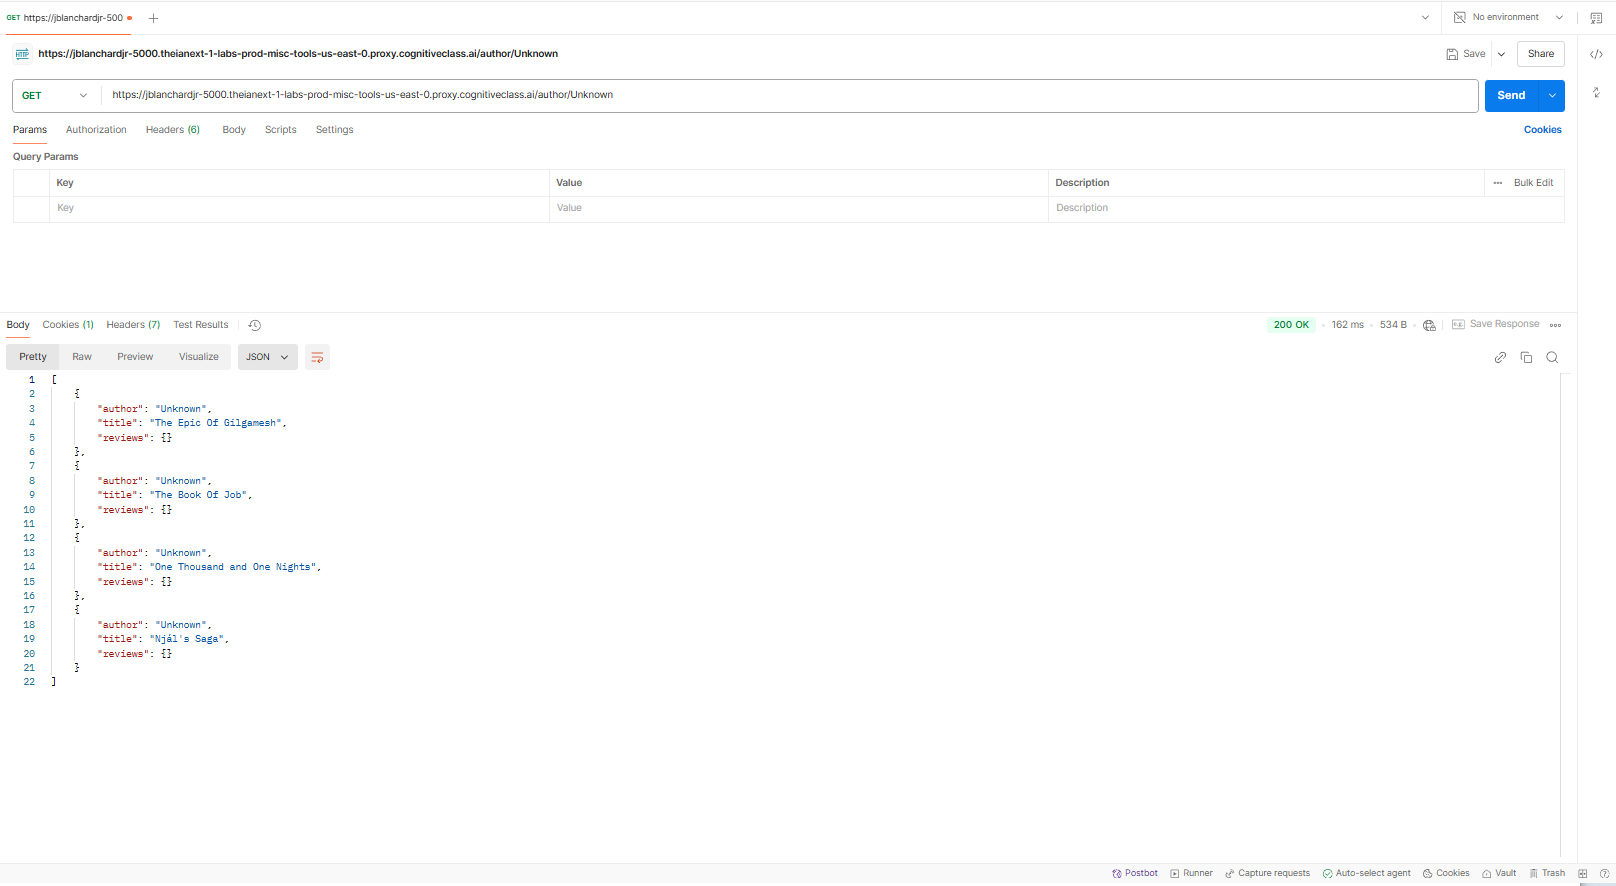 GET https://jblanchardjr-500
No environment
HTTP https://jblanchardjr-5000.theianext-1-labs-prod-misc-tools-us-east-0.proxy.cognitiveclass.ai/author/Unknown
Save Share
GET https://jblanchardjr-5000.theianext-1-labs-prod-misc-tools-us-east-0.proxy.cognitiveclass.ai/author/Unknown Send
Params Authorization Headers (6) Body Scripts Settings Cookies
Query Params
Key Value Description ••• Bulk Edit
Key Value Description
Body Cookies (1) Headers (7) Test Results 200 OK • 162 ms • 534 B • e.g. Save Response
Pretty Raw Preview Visualize JSON
1 [
2 {
3 "author": "Unknown",
4 "title": "The Epic Of Gilgamesh",
5 "reviews": {}
6 },
7 {
8 "author": "Unknown",
9 "title": "The Book Of Job",
10 "reviews": {}
11 },
12 {
13 "author": "Unknown",
14 "title": "One Thousand and One Nights",
15 "reviews": {}
16 },
17 {
18 "author": "Unknown",
19 "title": "Njál's Saga",
20 "reviews": {}
21 }
22 ]
Postbot Runner Capture requests Auto-select agent Cookies Vault Trash